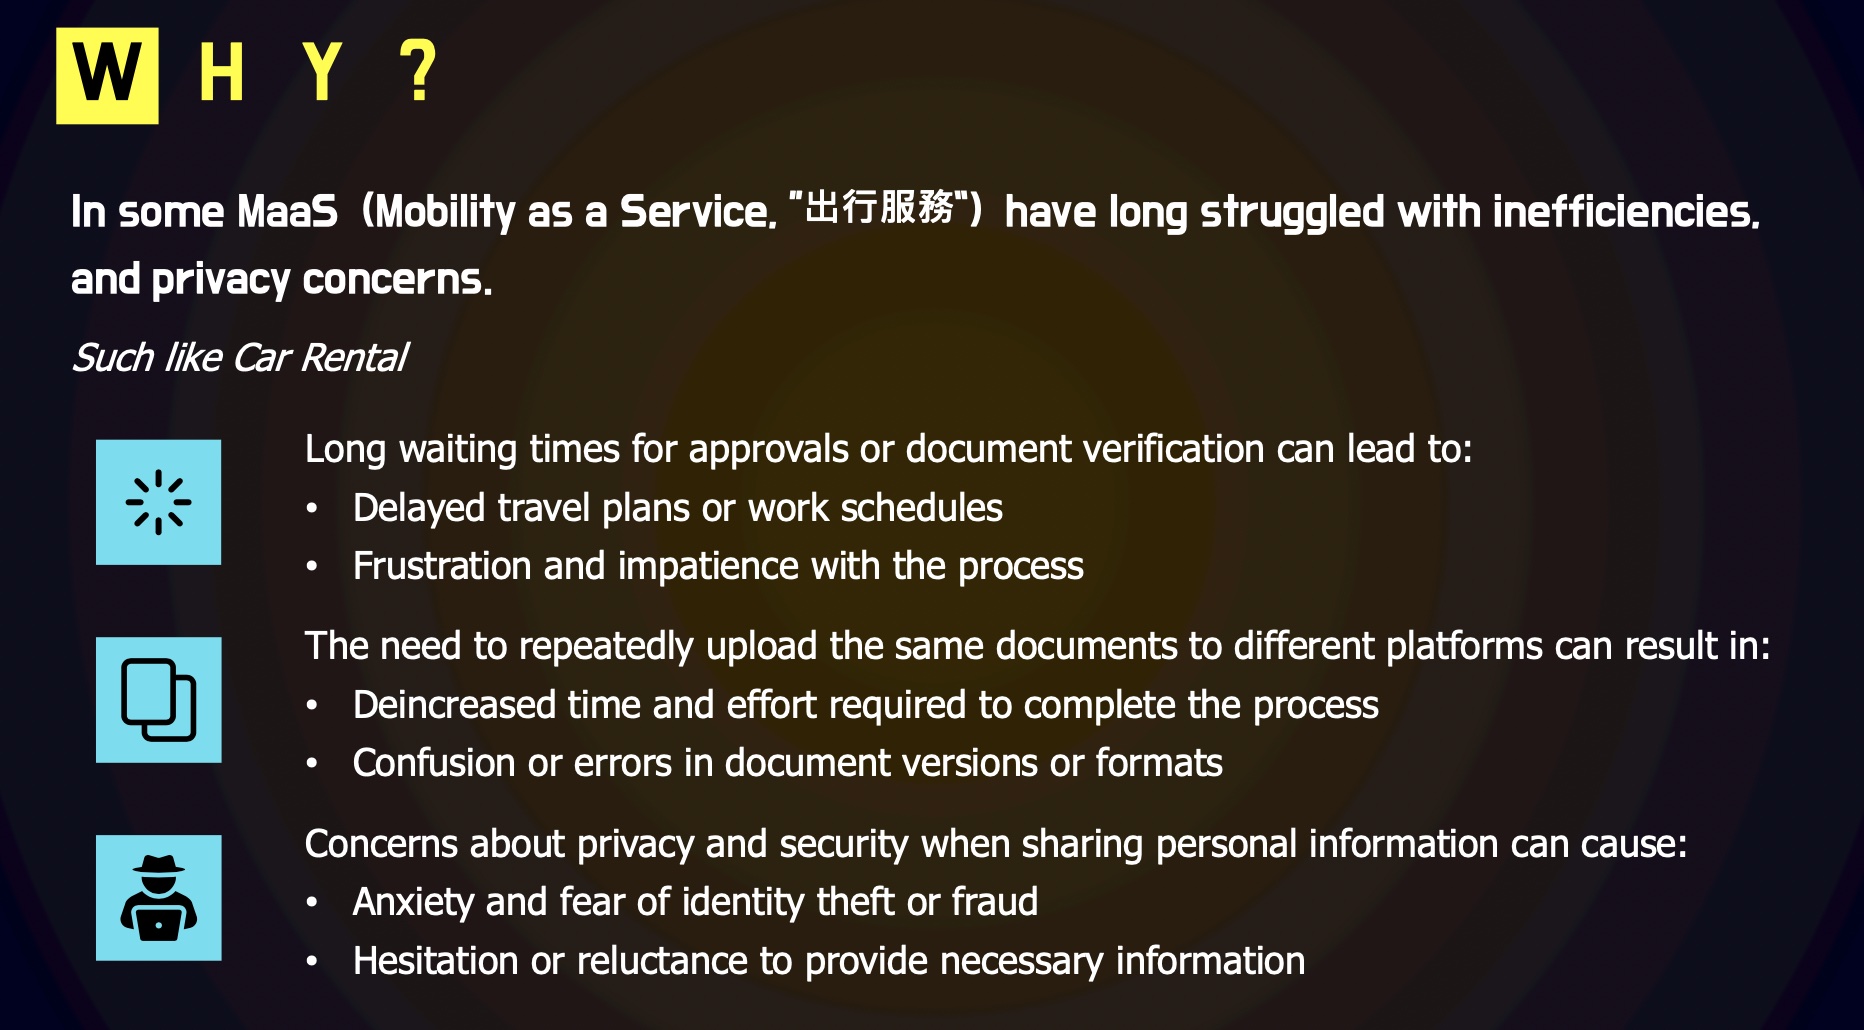 WHY?
In some MaaS (Mobility as a Service, "出行服務") have long struggled with inefficiencies,
and privacy concerns.
Such like Car Rental
Long waiting times for approvals or document verification can lead to:
• Delayed travel plans or work schedules
• Frustration and impatience with the process
The need to repeatedly upload the same documents to different platforms can result in:
• Deincreased time and effort required to complete the process
• Confusion or errors in document versions or formats
Concerns about privacy and security when sharing personal information can cause:
• Anxiety and fear of identity theft or fraud
• Hesitation or reluctance to provide necessary information